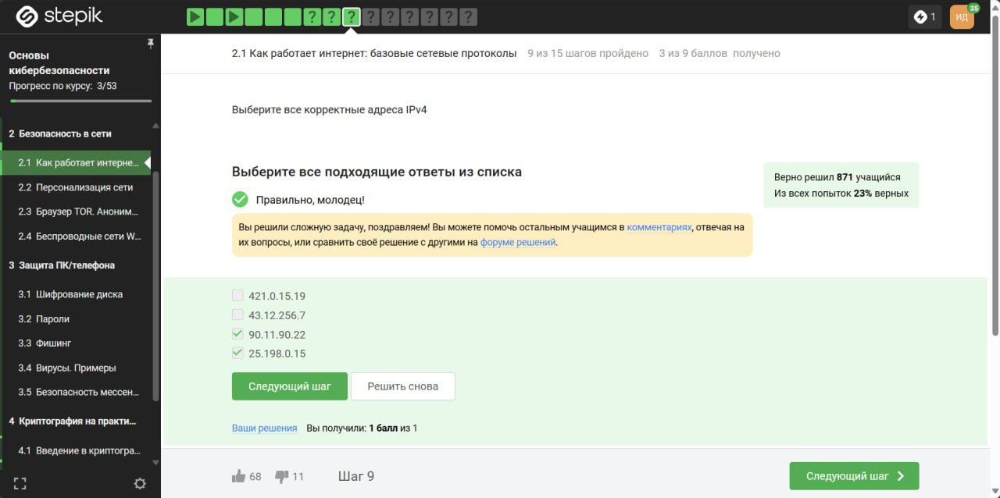 stepik
? ? ? ? ? ? ? ? ?
1
ИД
35
Основы
кибербезопасности
Прогресс по курсу: 3/53
2 Безопасность в сети
2.1 Как работает интерне...
2.2 Персонализация сети
2.3 Браузер TOR. Аноним...
2.4 Беспроводные сети W...
3 Защита ПК/телефона
3.1 Шифрование диска
3.2 Пароли
3.3 Фишинг
3.4 Вирусы. Примеры
3.5 Безопасность мессен...
4 Криптография на практи...
4.1 Введение в криптогра...
2.1 Как работает интернет: базовые сетевые протоколы 9 из 15 шагов пройдено 3 из 9 баллов получено
Выберите все корректные адреса IPv4
Выберите все подходящие ответы из списка
Правильно, молодец!
Верно решил 871 учащийся
Из всех попыток 23% верных
Вы решили сложную задачу, поздравляем! Вы можете помочь остальным учащимся в комментариях, отвечая на
их вопросы, или сравнить своё решение с другими на форуме решений.
421.0.15.19
43.12.256.7
90.11.90.22
25.198.0.15
Следующий шаг Решить снова
Ваши решения Вы получили: 1 балл из 1
68 11 Шаг 9 Следующий шаг